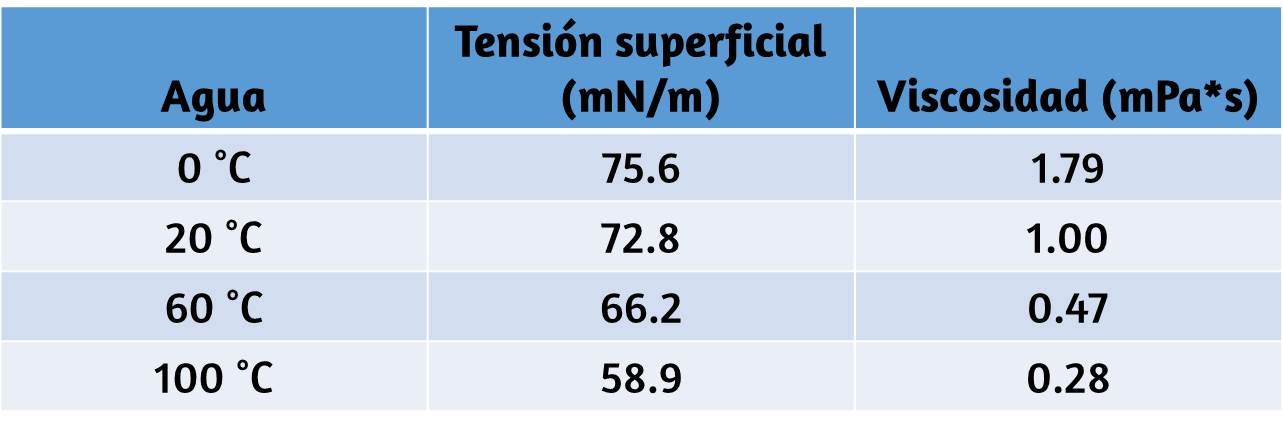 Agua Tensión superficial (mN/m) Viscosidad (mPa*s)
0 °C 75.6 1.79
20 °C 72.8 1.00
60 °C 66.2 0.47
100 °C 58.9 0.28